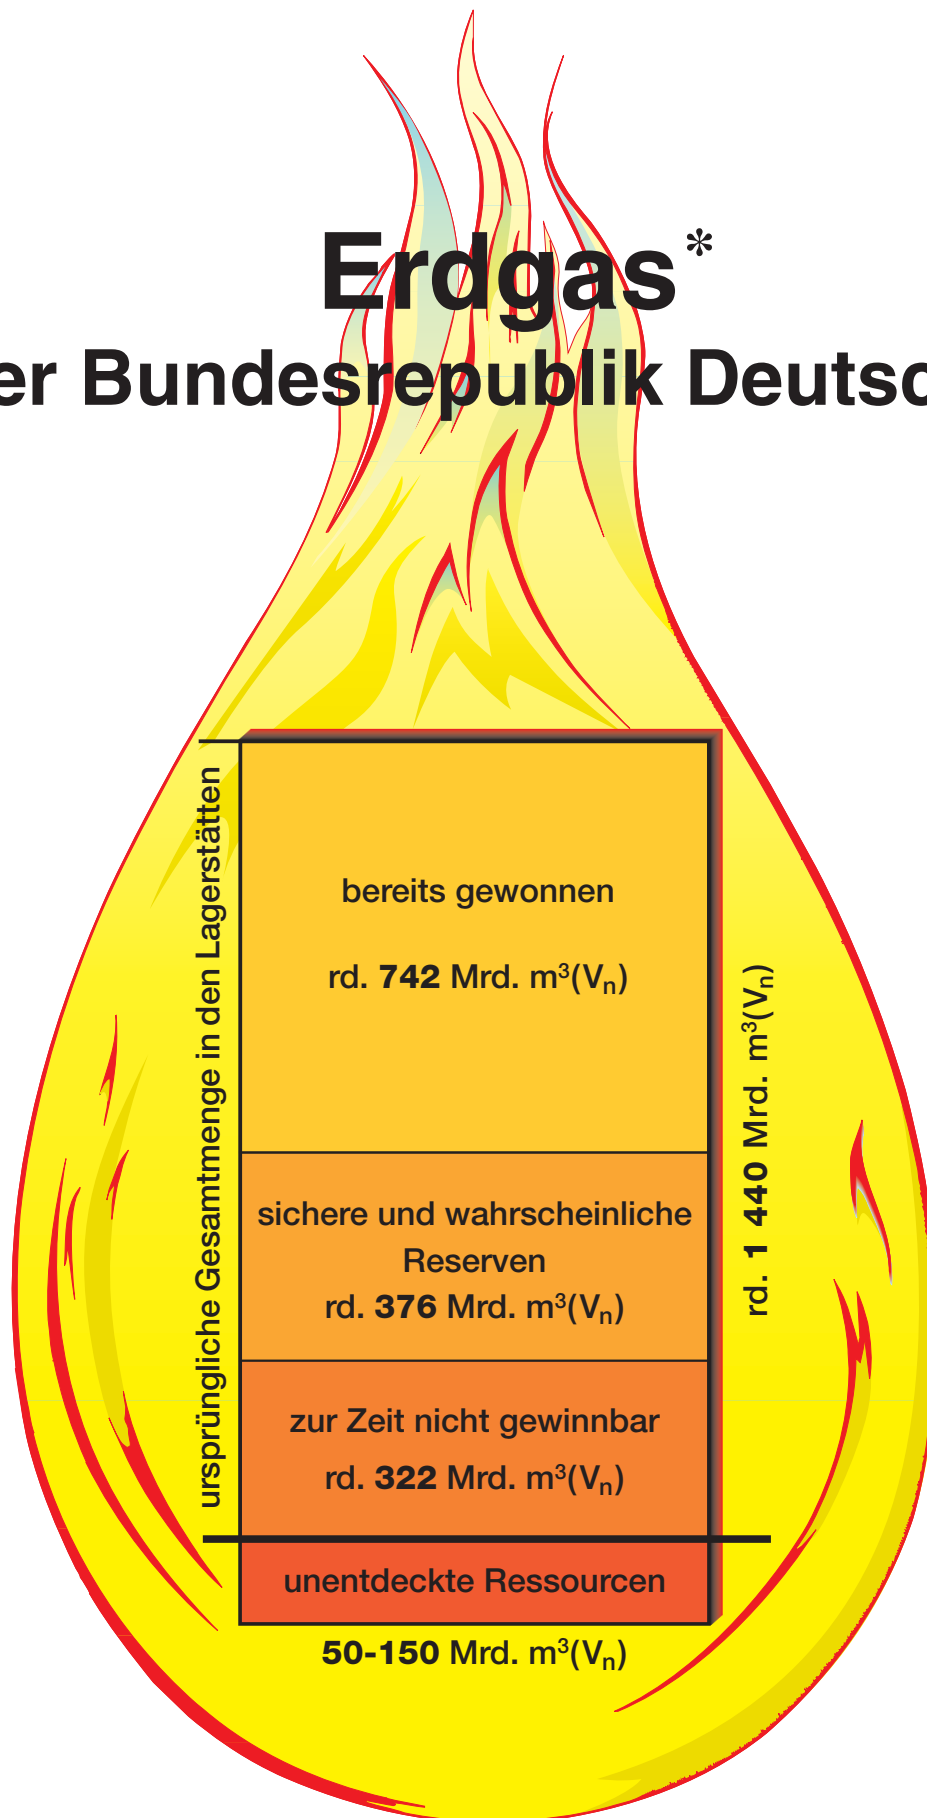 Erdgas*
er Bundesrepublik Deutsc
ursprüngliche Gesamtmenge in den Lagerstätten
bereits gewonnen
rd. 742 Mrd. m³(Vₙ)
sichere und wahrscheinliche
Reserven
rd. 376 Mrd. m³(Vₙ)
zur Zeit nicht gewinnbar
rd. 322 Mrd. m³(Vₙ)
rd. 1 440 Mrd. m³(Vₙ)
unentdeckte Ressourcen
50-150 Mrd. m³(Vₙ)